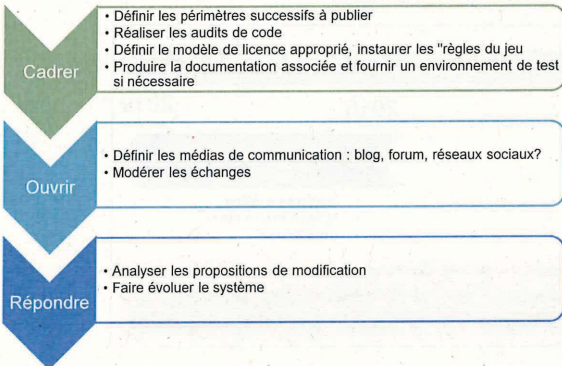 Cadrer
• Définir les périmètres successifs à publier
• Réaliser les audits de code
• Définir le modèle de licence approprié, instaurer les "règles du jeu
• Produire la documentation associée et fournir un environnement de test
si nécessaire
Ouvrir
• Définir les médias de communication : blog, forum, réseaux sociaux?
• Modérer les échanges
Répondre
• Analyser les propositions de modification
• Faire évoluer le système